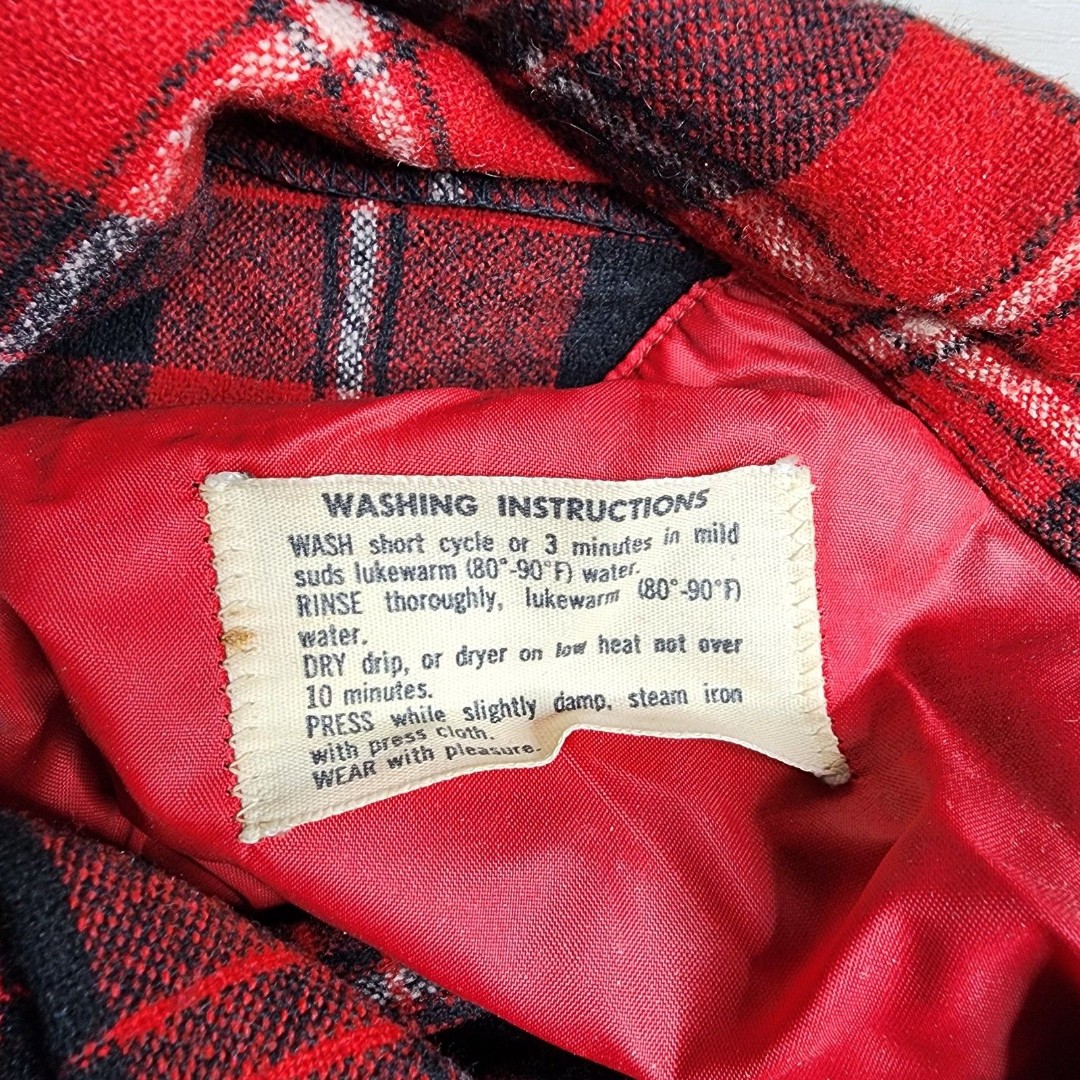 WASHING INSTRUCTIONS
WASH short cycle or 3 minutes in mild
suds lukewarm (80°-90°F) water.
RINSE thoroughly, lukewarm (80°-90°F)
water.
DRY drip, or dryer on low heat not over
10 minutes.
PRESS while slightly damp, steam iron
with press cloth.
WEAR with pleasure.